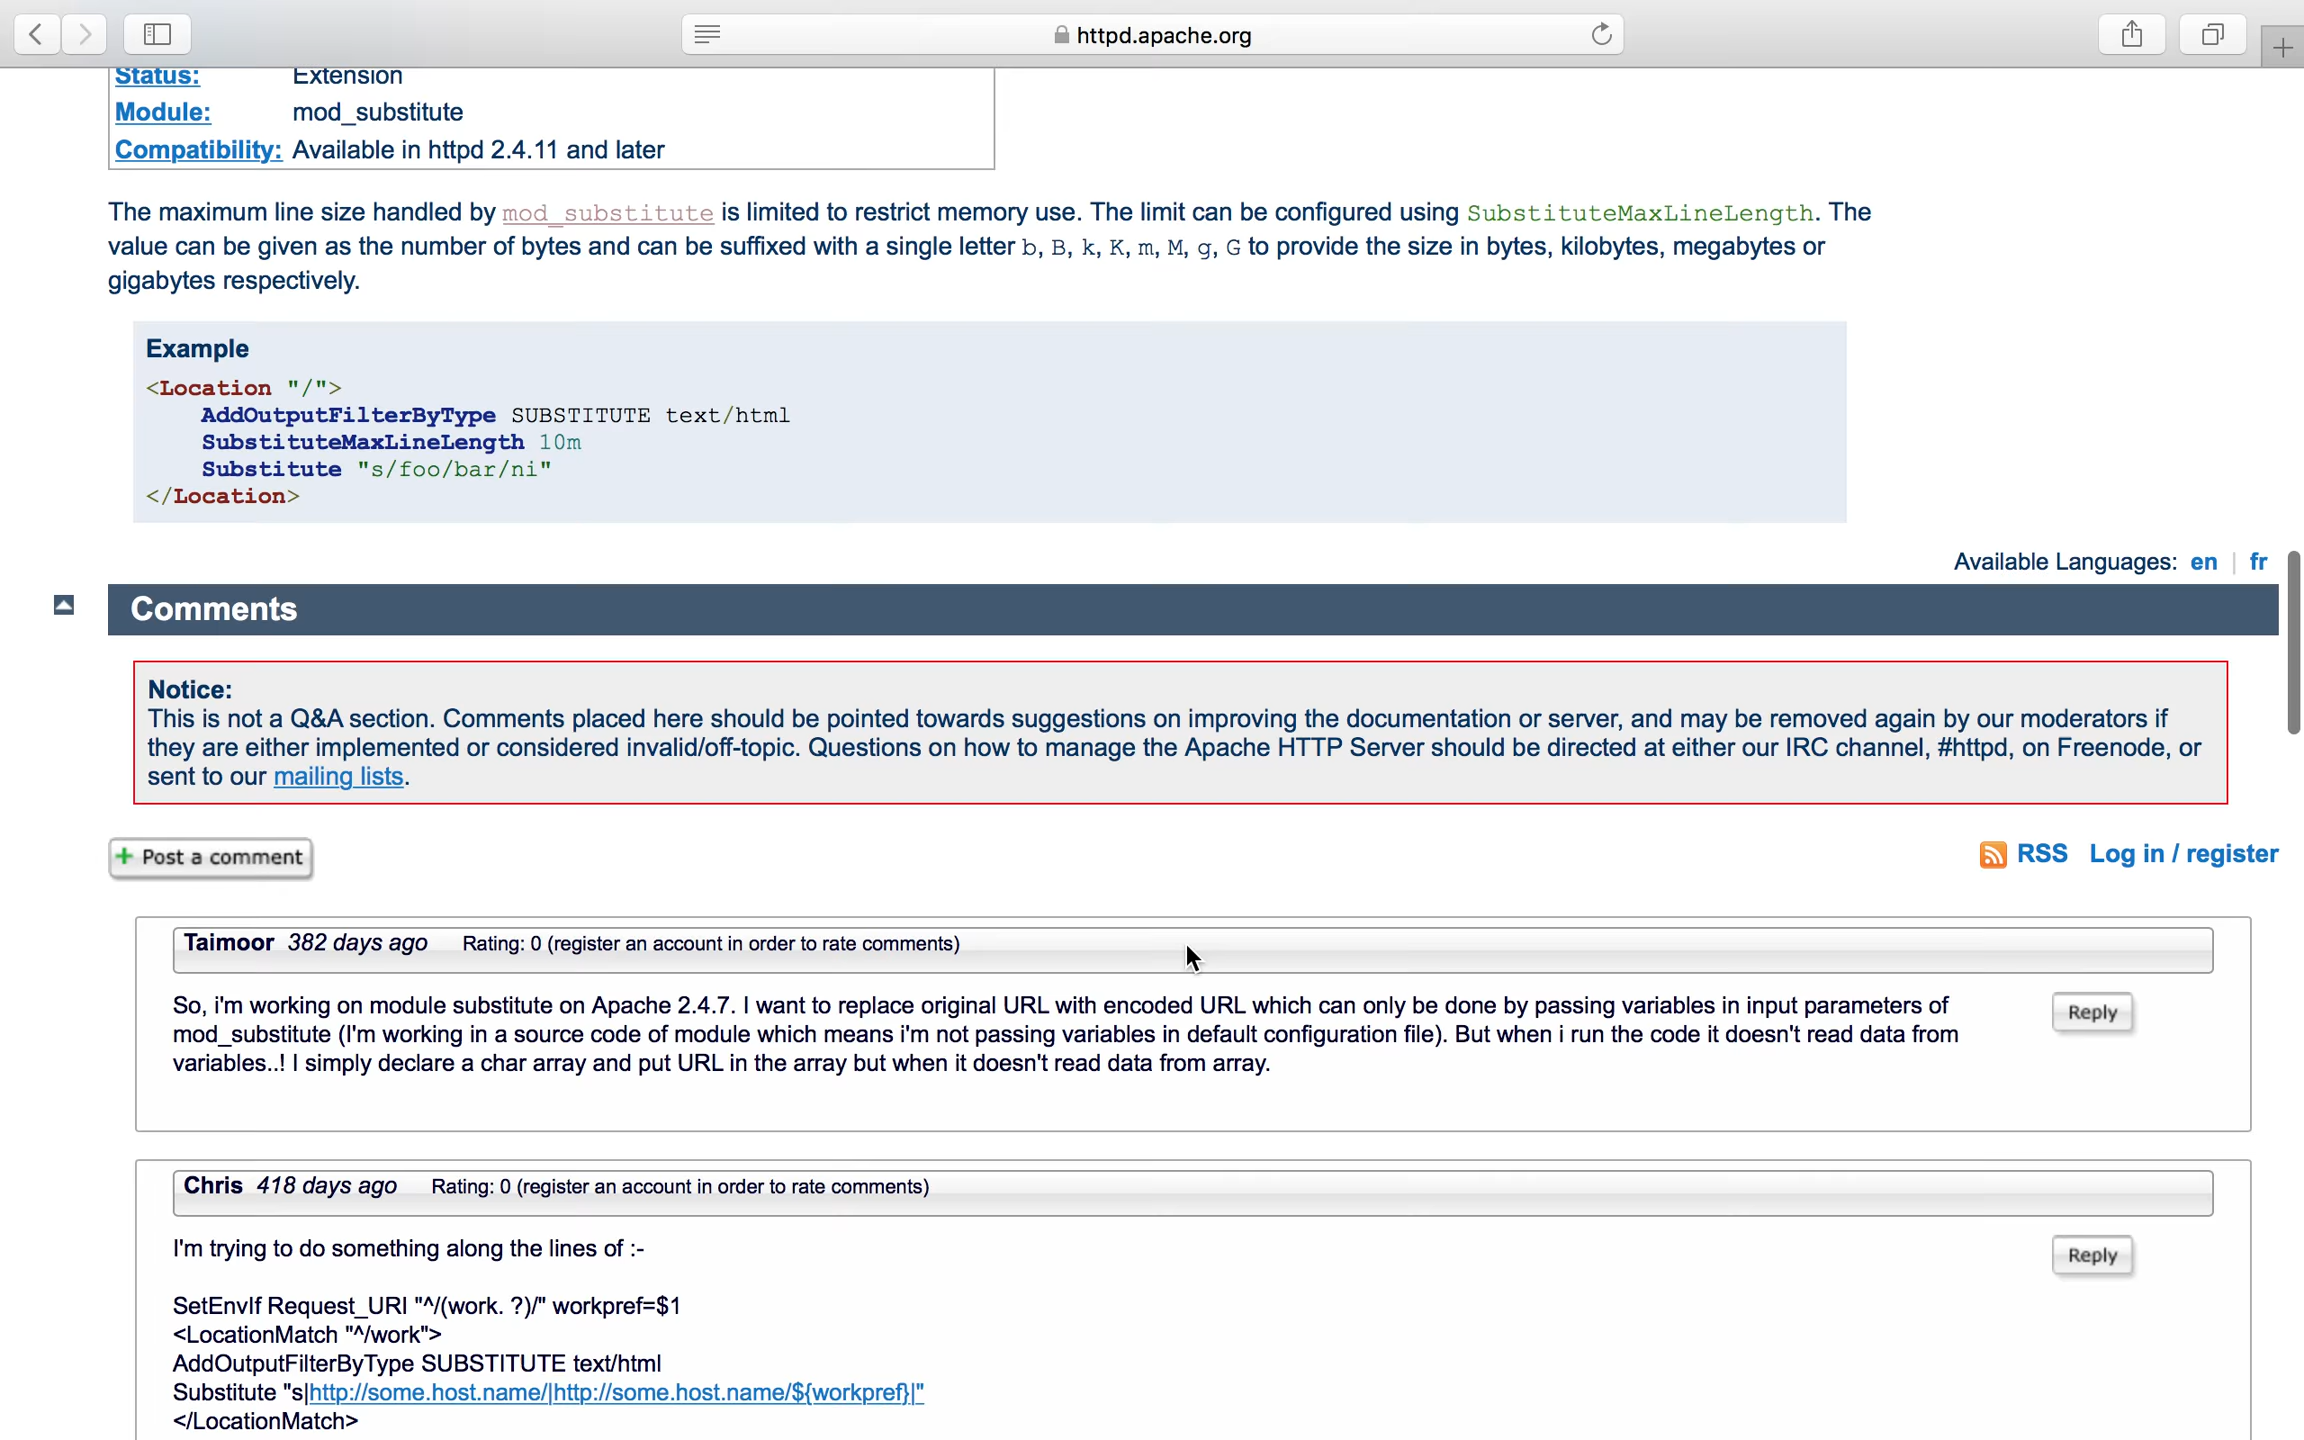 httpd.apache.org
Status: Extension
Module: mod_substitute
Compatibility: Available in httpd 2.4.11 and later
The maximum line size handled by mod_substitute is limited to restrict memory use. The limit can be configured using SubstituteMaxLineLength. The
value can be given as the number of bytes and can be suffixed with a single letter b, B, k, K, m, M, g, G to provide the size in bytes, kilobytes, megabytes or
gigabytes respectively.
Example
<Location "/">
AddOutputFilterByType SUBSTITUTE text/html
SubstituteMaxLineLength 10m
Substitute "s/foo/bar/ni"
</Location>
Available Languages: en | fr
Comments
Notice:
This is not a Q&A section. Comments placed here should be pointed towards suggestions on improving the documentation or server, and may be removed again by our moderators if
they are either implemented or considered invalid/off-topic. Questions on how to manage the Apache HTTP Server should be directed at either our IRC channel, #httpd, on Freenode, or
sent to our mailing lists.
+ Post a comment
RSS Log in / register
Taimoor 382 days ago Rating: 0 (register an account in order to rate comments)
So, i'm working on module substitute on Apache 2.4.7. I want to replace original URL with encoded URL which can only be done by passing variables in input parameters of
mod_substitute (I'm working in a source code of module which means i'm not passing variables in default configuration file). But when i run the code it doesn't read data from
variables..! I simply declare a char array and put URL in the array but when it doesn't read data from array.
Reply
Chris 418 days ago Rating: 0 (register an account in order to rate comments)
I'm trying to do something along the lines of :-
Reply
SetEnvIf Request_URI "^/(work. ?)/" workpref=$1
<LocationMatch "^/work">
AddOutputFilterByType SUBSTITUTE text/html
Substitute "s|http://some.host.name/|http://some.host.name/${workpref}|"
</LocationMatch>